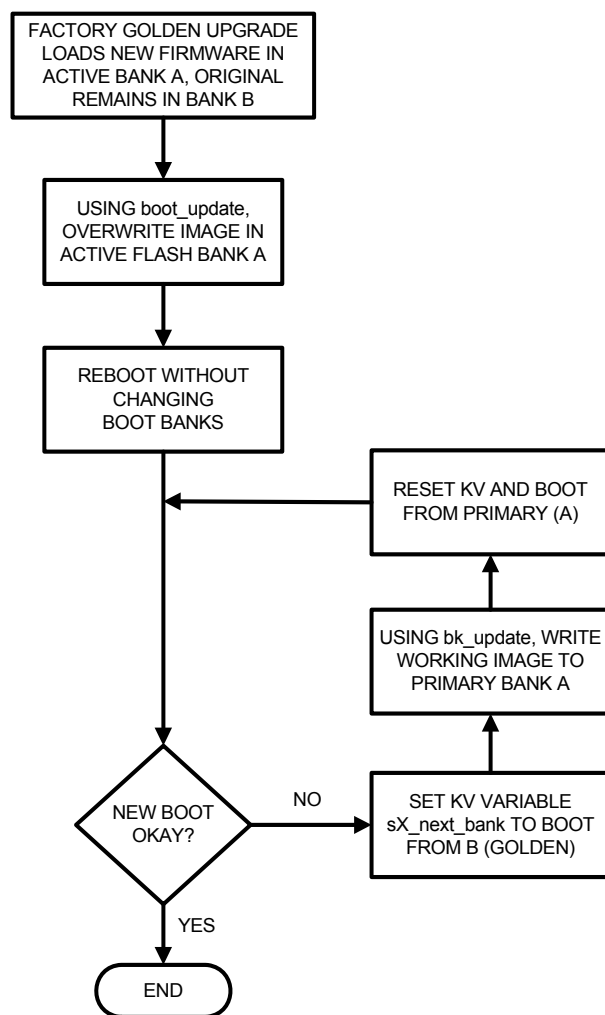 FACTORY GOLDEN UPGRADE
LOADS NEW FIRMWARE IN
ACTIVE BANK A, ORIGINAL
REMAINS IN BANK B
USING boot_update,
OVERWRITE IMAGE IN
ACTIVE FLASH BANK A
REBOOT WITHOUT
CHANGING
BOOT BANKS
RESET KV AND BOOT
FROM PRIMARY (A)
USING bk_update, WRITE
WORKING IMAGE TO
PRIMARY BANK A
NEW BOOT
OKAY?
NO
SET KV VARIABLE
sX_next_bank TO BOOT
FROM B (GOLDEN)
YES
END